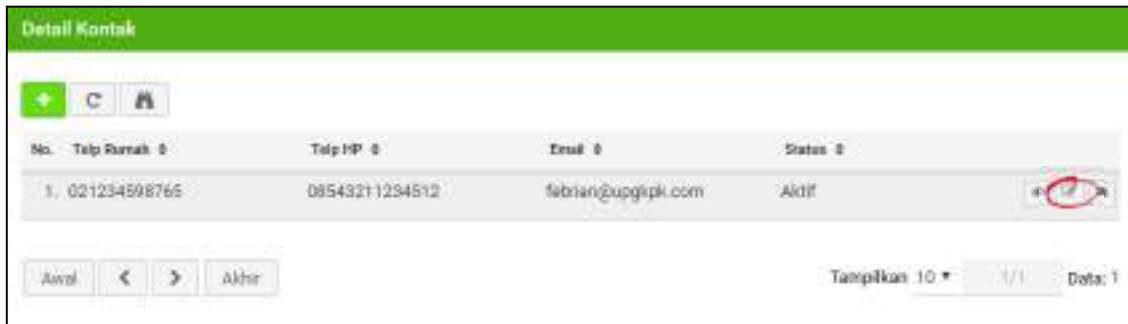 Detail Kontak
No. Telp Rumah Telp HP Email Status
1. 021234598765 08543211234512 febrian@upgkpk.com Aktif
Awal Akhir Tampilkan 10 1/1 Data: 1